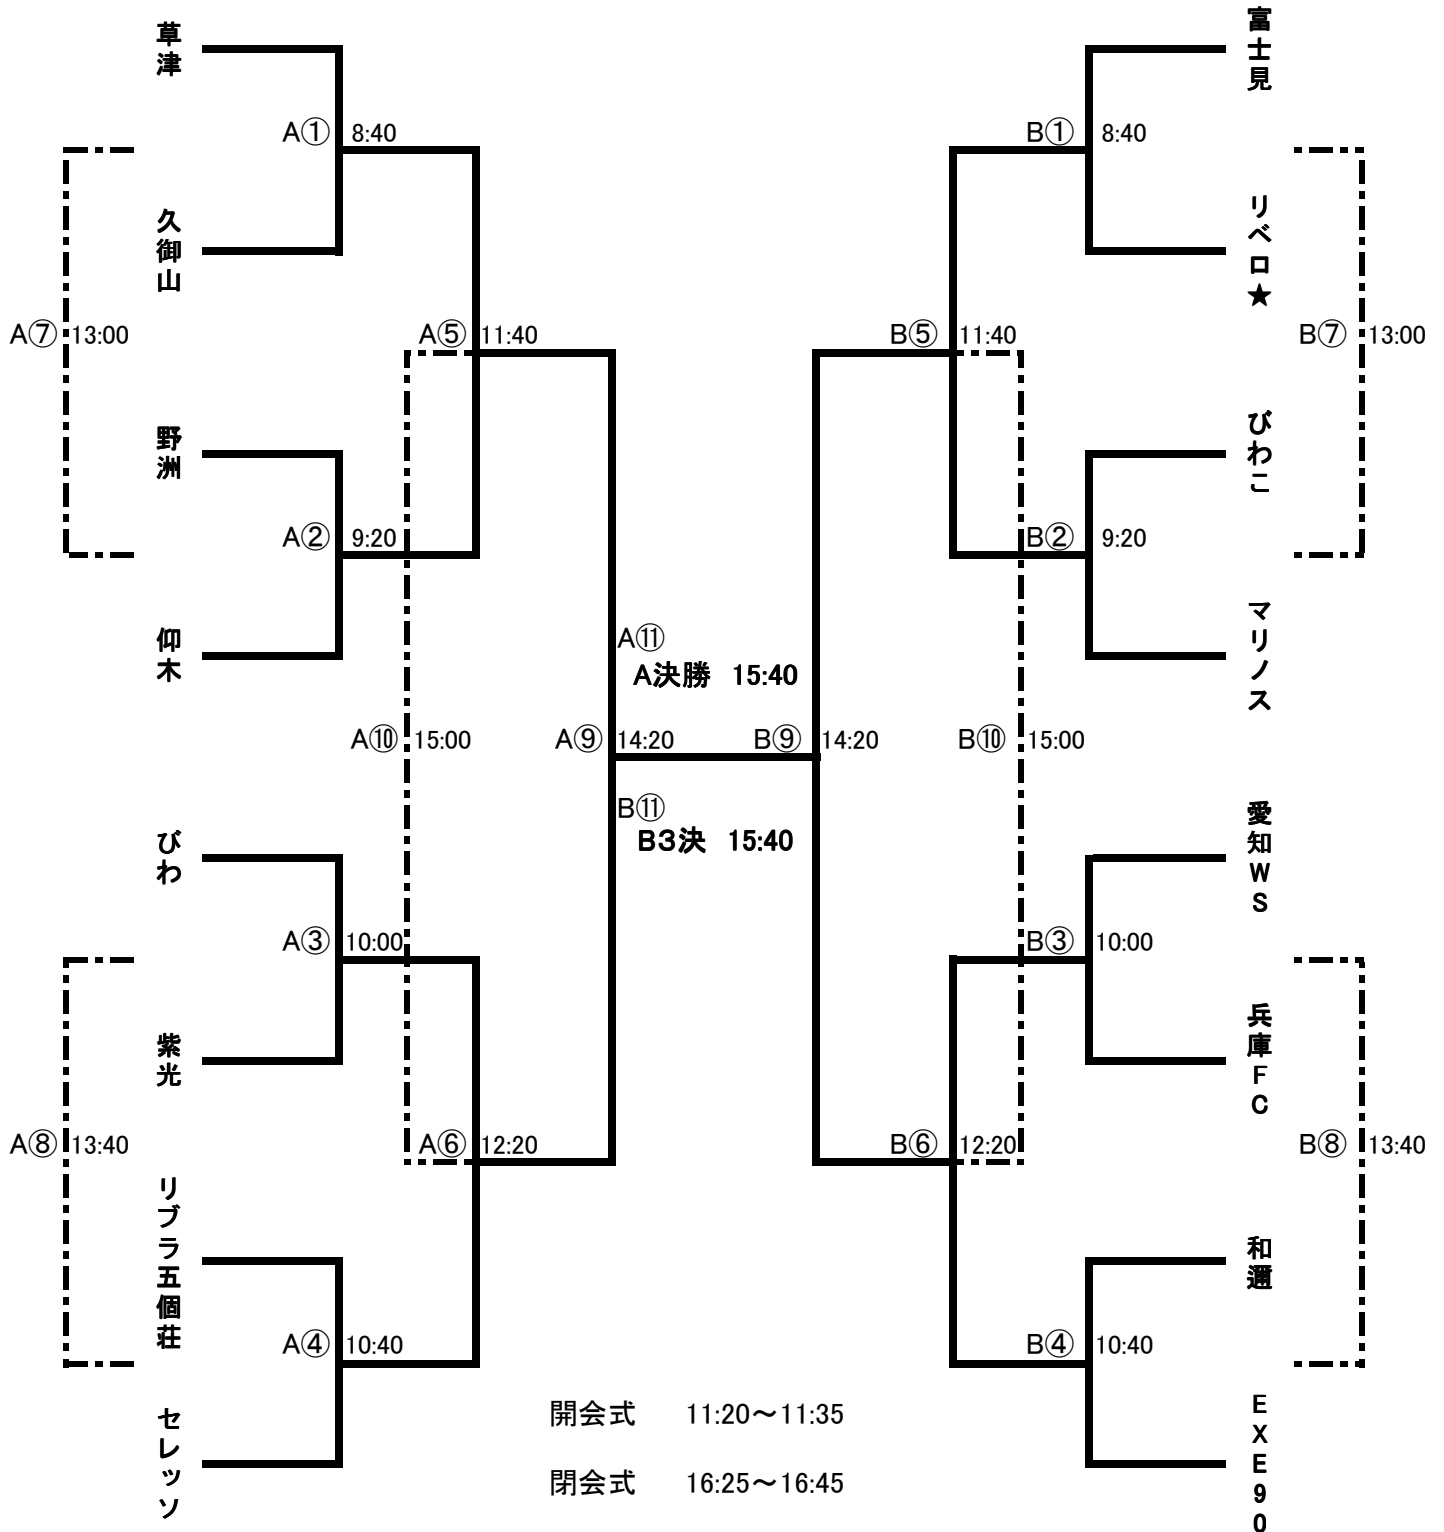 草津
富士見
A① 8:40
B① 8:40
久御山
リベロ★
A⑦ 13:00
A⑤ 11:40
B⑤ 11:40
B⑦ 13:00
野洲
びわこ
A② 9:20
B② 9:20
仰木
マリノス
A⑪
A決勝 15:40
A⑩ 15:00
A⑨ 14:20
B⑨ 14:20
B⑩ 15:00
B⑪
B3決 15:40
びわ
愛知WS
A③ 10:00
B③ 10:00
紫光
兵庫FC
A⑧ 13:40
A⑥ 12:20
B⑥ 12:20
B⑧ 13:40
リブラ五個荘
和邇
A④ 10:40
B④ 10:40
セレッソ
EXE90
開会式 11:20～11:35
閉会式 16:25～16:45